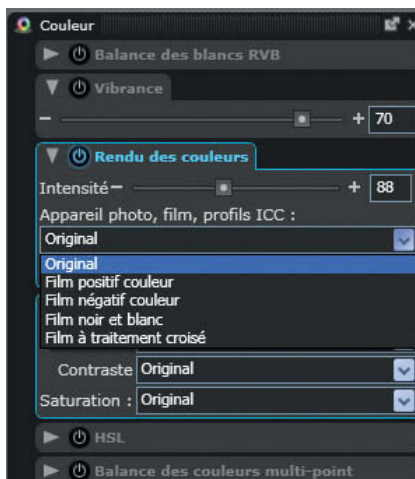 Couleur
Balance des blancs RVB
Vibrance
- + 70
Rendu des couleurs
Intensité - + 88
Appareil photo, film, profils ICC :
Original
Original
Film positif couleur
Film négatif couleur
Film noir et blanc
Film à traitement croisé
Contraste Original
Saturation : Original
HSL
Balance des couleurs multi-point